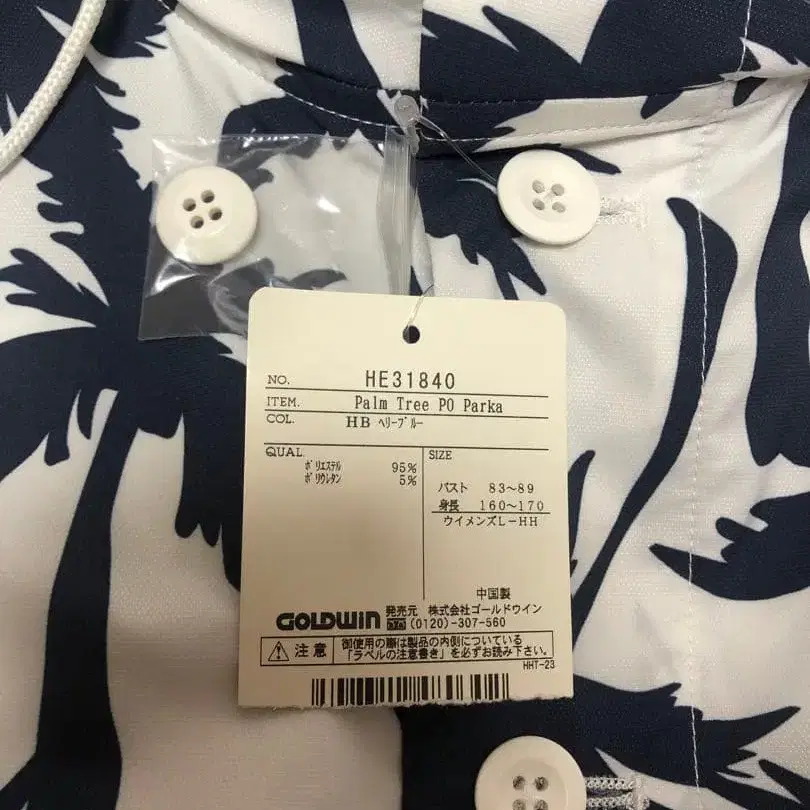 NO. HE31840
ITEM. Palm Tree PO Parka
COL. HB ヘリーブルー
QUAL.
ポリエステル 95%
ポリウレタン 5%
SIZE
バスト 83~89
身長 160~170
ウイメンズL-HH
中国製
GOLDWIN 発売元 株式会社ゴールドウイン
(0120)-307-560
注意 御使用の際は製品の内側についている
「ラベルの注意書き」を必ずお読み下さい。
HHT-23